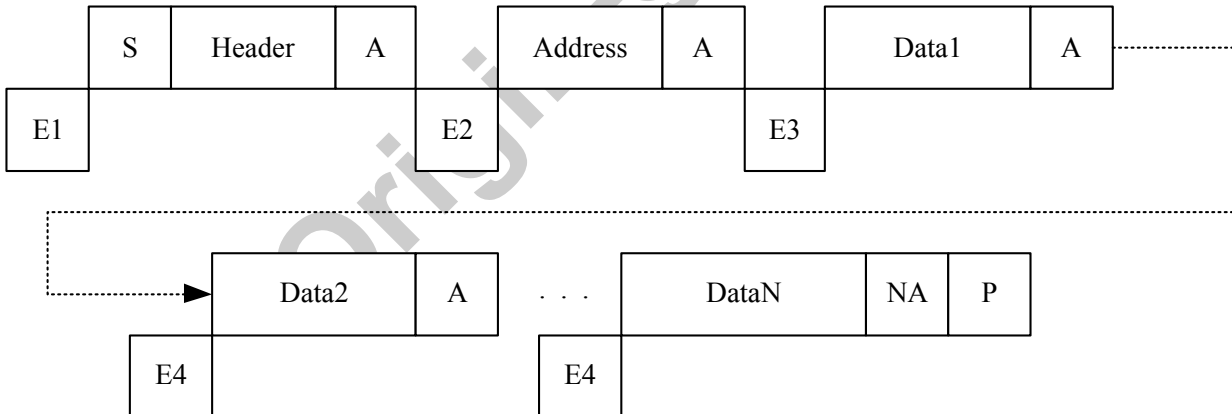 S Header A Address A Data1 A
E1 E2 E3
Data2 A . . . DataN NA P
E4 E4